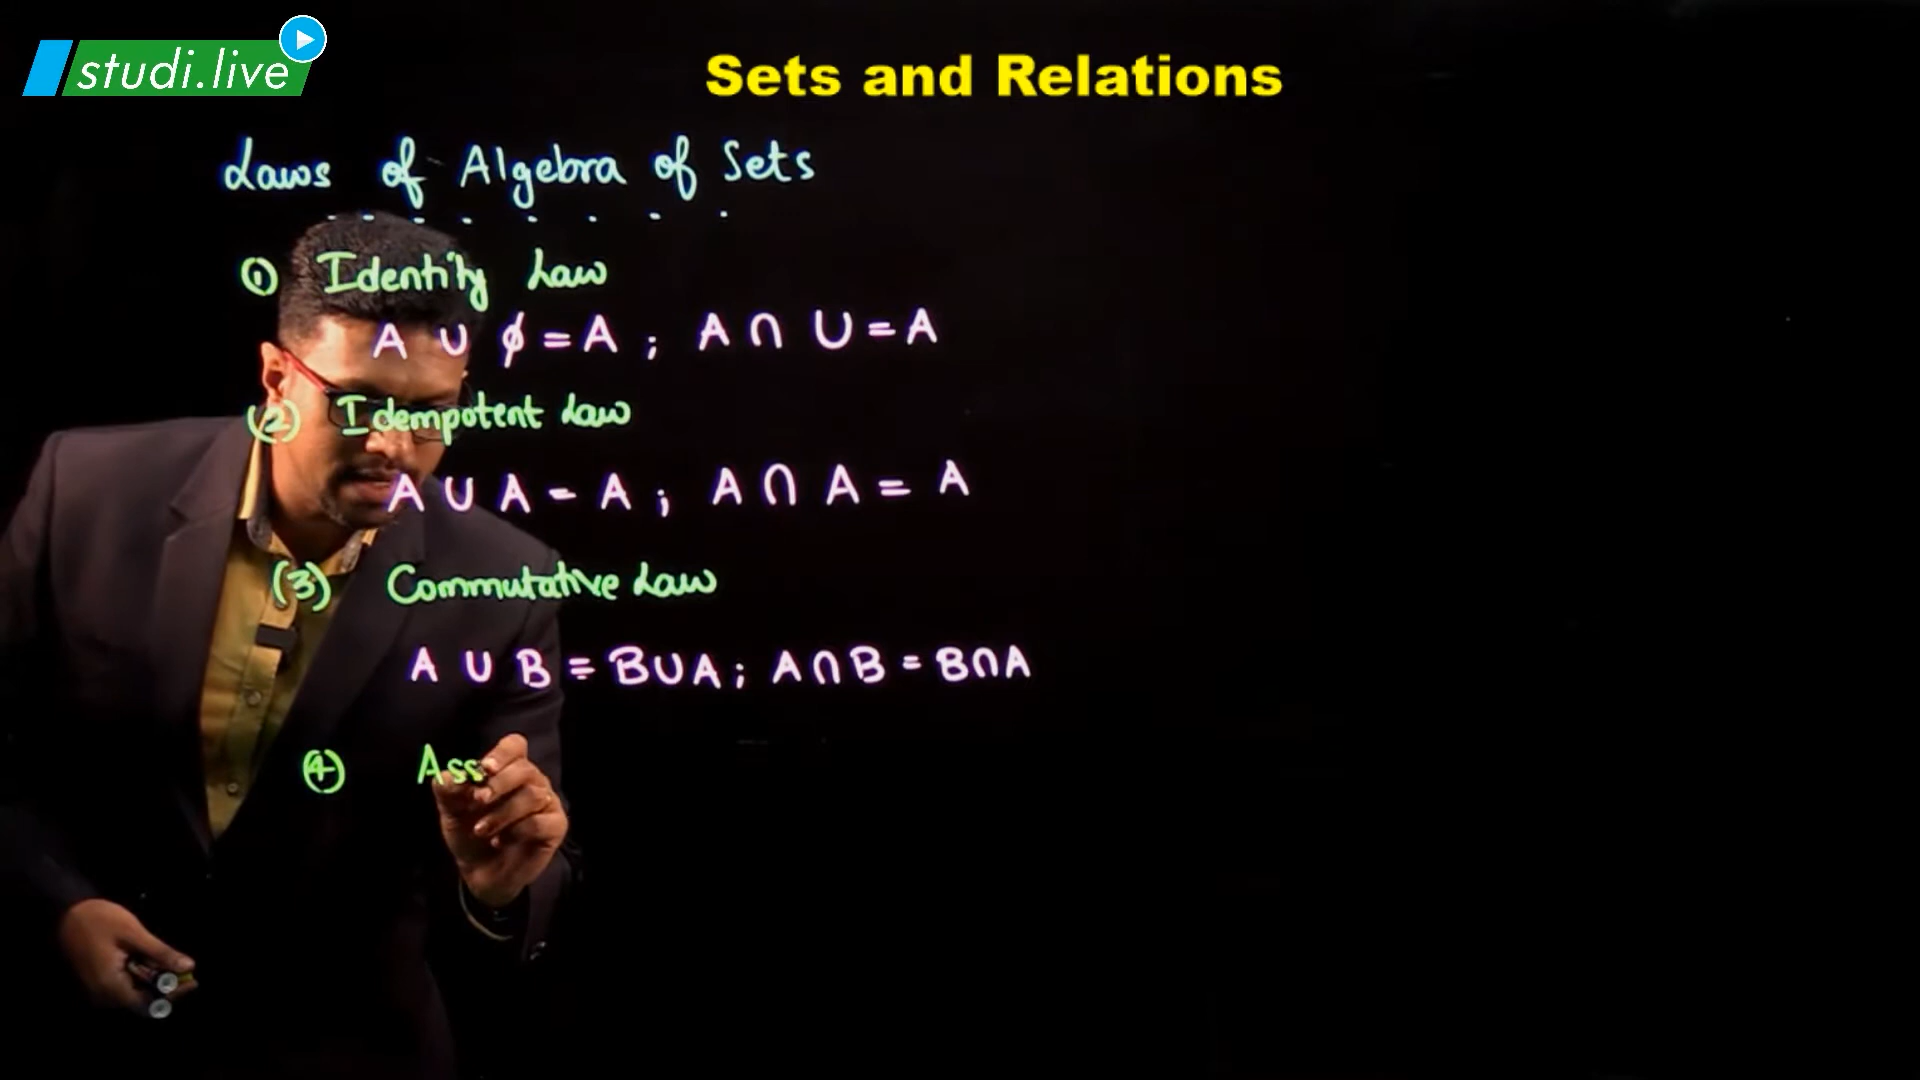 studi.live
Sets and Relations
Laws of Algebra of Sets
① Identity Law
A ∪ ϕ = A ; A ∩ U = A
(2) Idempotent Law
A ∪ A = A ; A ∩ A = A
(3) Commutative Law
A ∪ B = B ∪ A ; A ∩ B = B ∩ A
(4) Ass